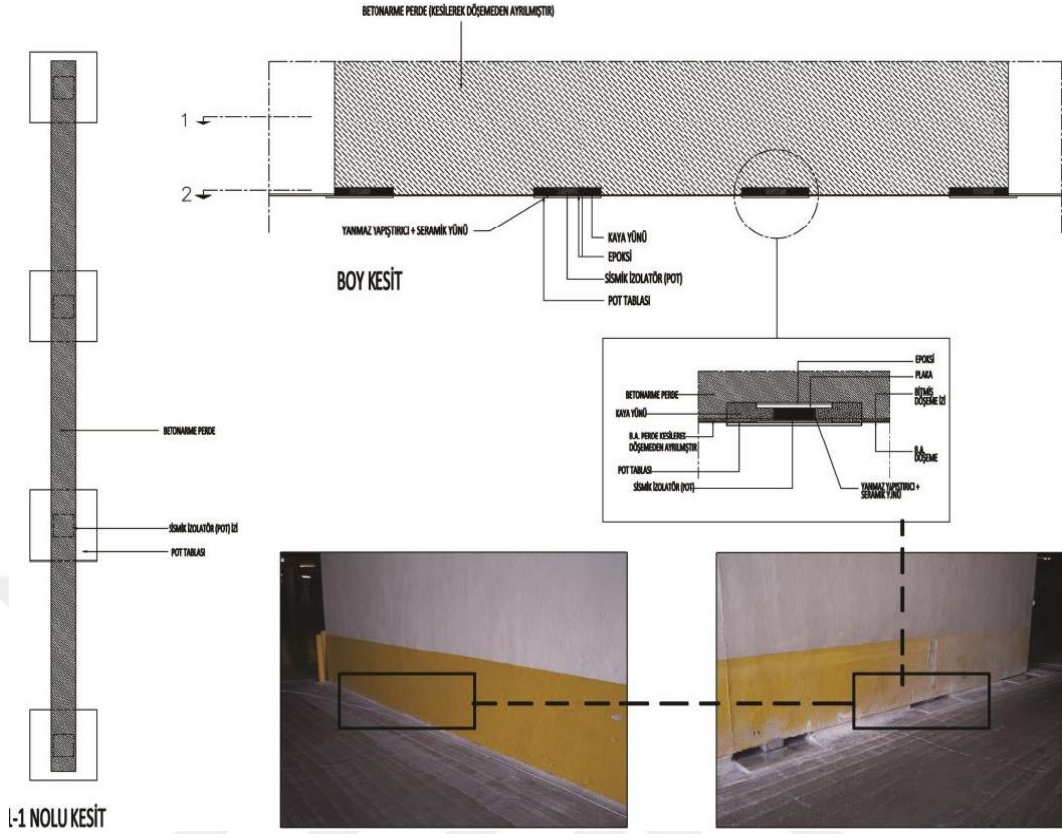 BETONARME PERDE (KESİLEREK DÖŞEMEDEN AYRILMIŞTIR)
1
2
YANMAZ YAPIŞTIRICI + SERAMİK YÜNÜ
KAYA YÜNÜ
EPOKSİ
SİSMİK İZOLATÖR (POT)
POT TABLASI
BOY KESİT
EPOKSİ
PLAKA
BİTMİŞ
DÖŞEME İZİ
BETONARME PERDE
KAYA YÜNÜ
B.A. PERDE KESİLEREK
DÖŞEMEDEN AYRILMIŞTIR
B.A.
DÖŞEME
POT TABLASI
SİSMİK İZOLATÖR (POT)
YANMAZ YAPIŞTIRICI +
SERAMİK YÜNÜ
BETONARME PERDE
SİSMİK İZOLATÖR (POT) İZİ
POT TABLASI
1-1 NOLU KESİT